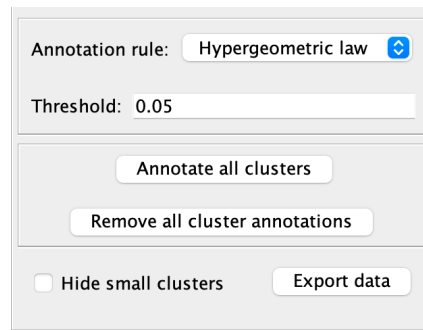 Annotation rule: Hypergeometric law
Threshold: 0.05
Annotate all clusters
Remove all cluster annotations
Hide small clusters Export data